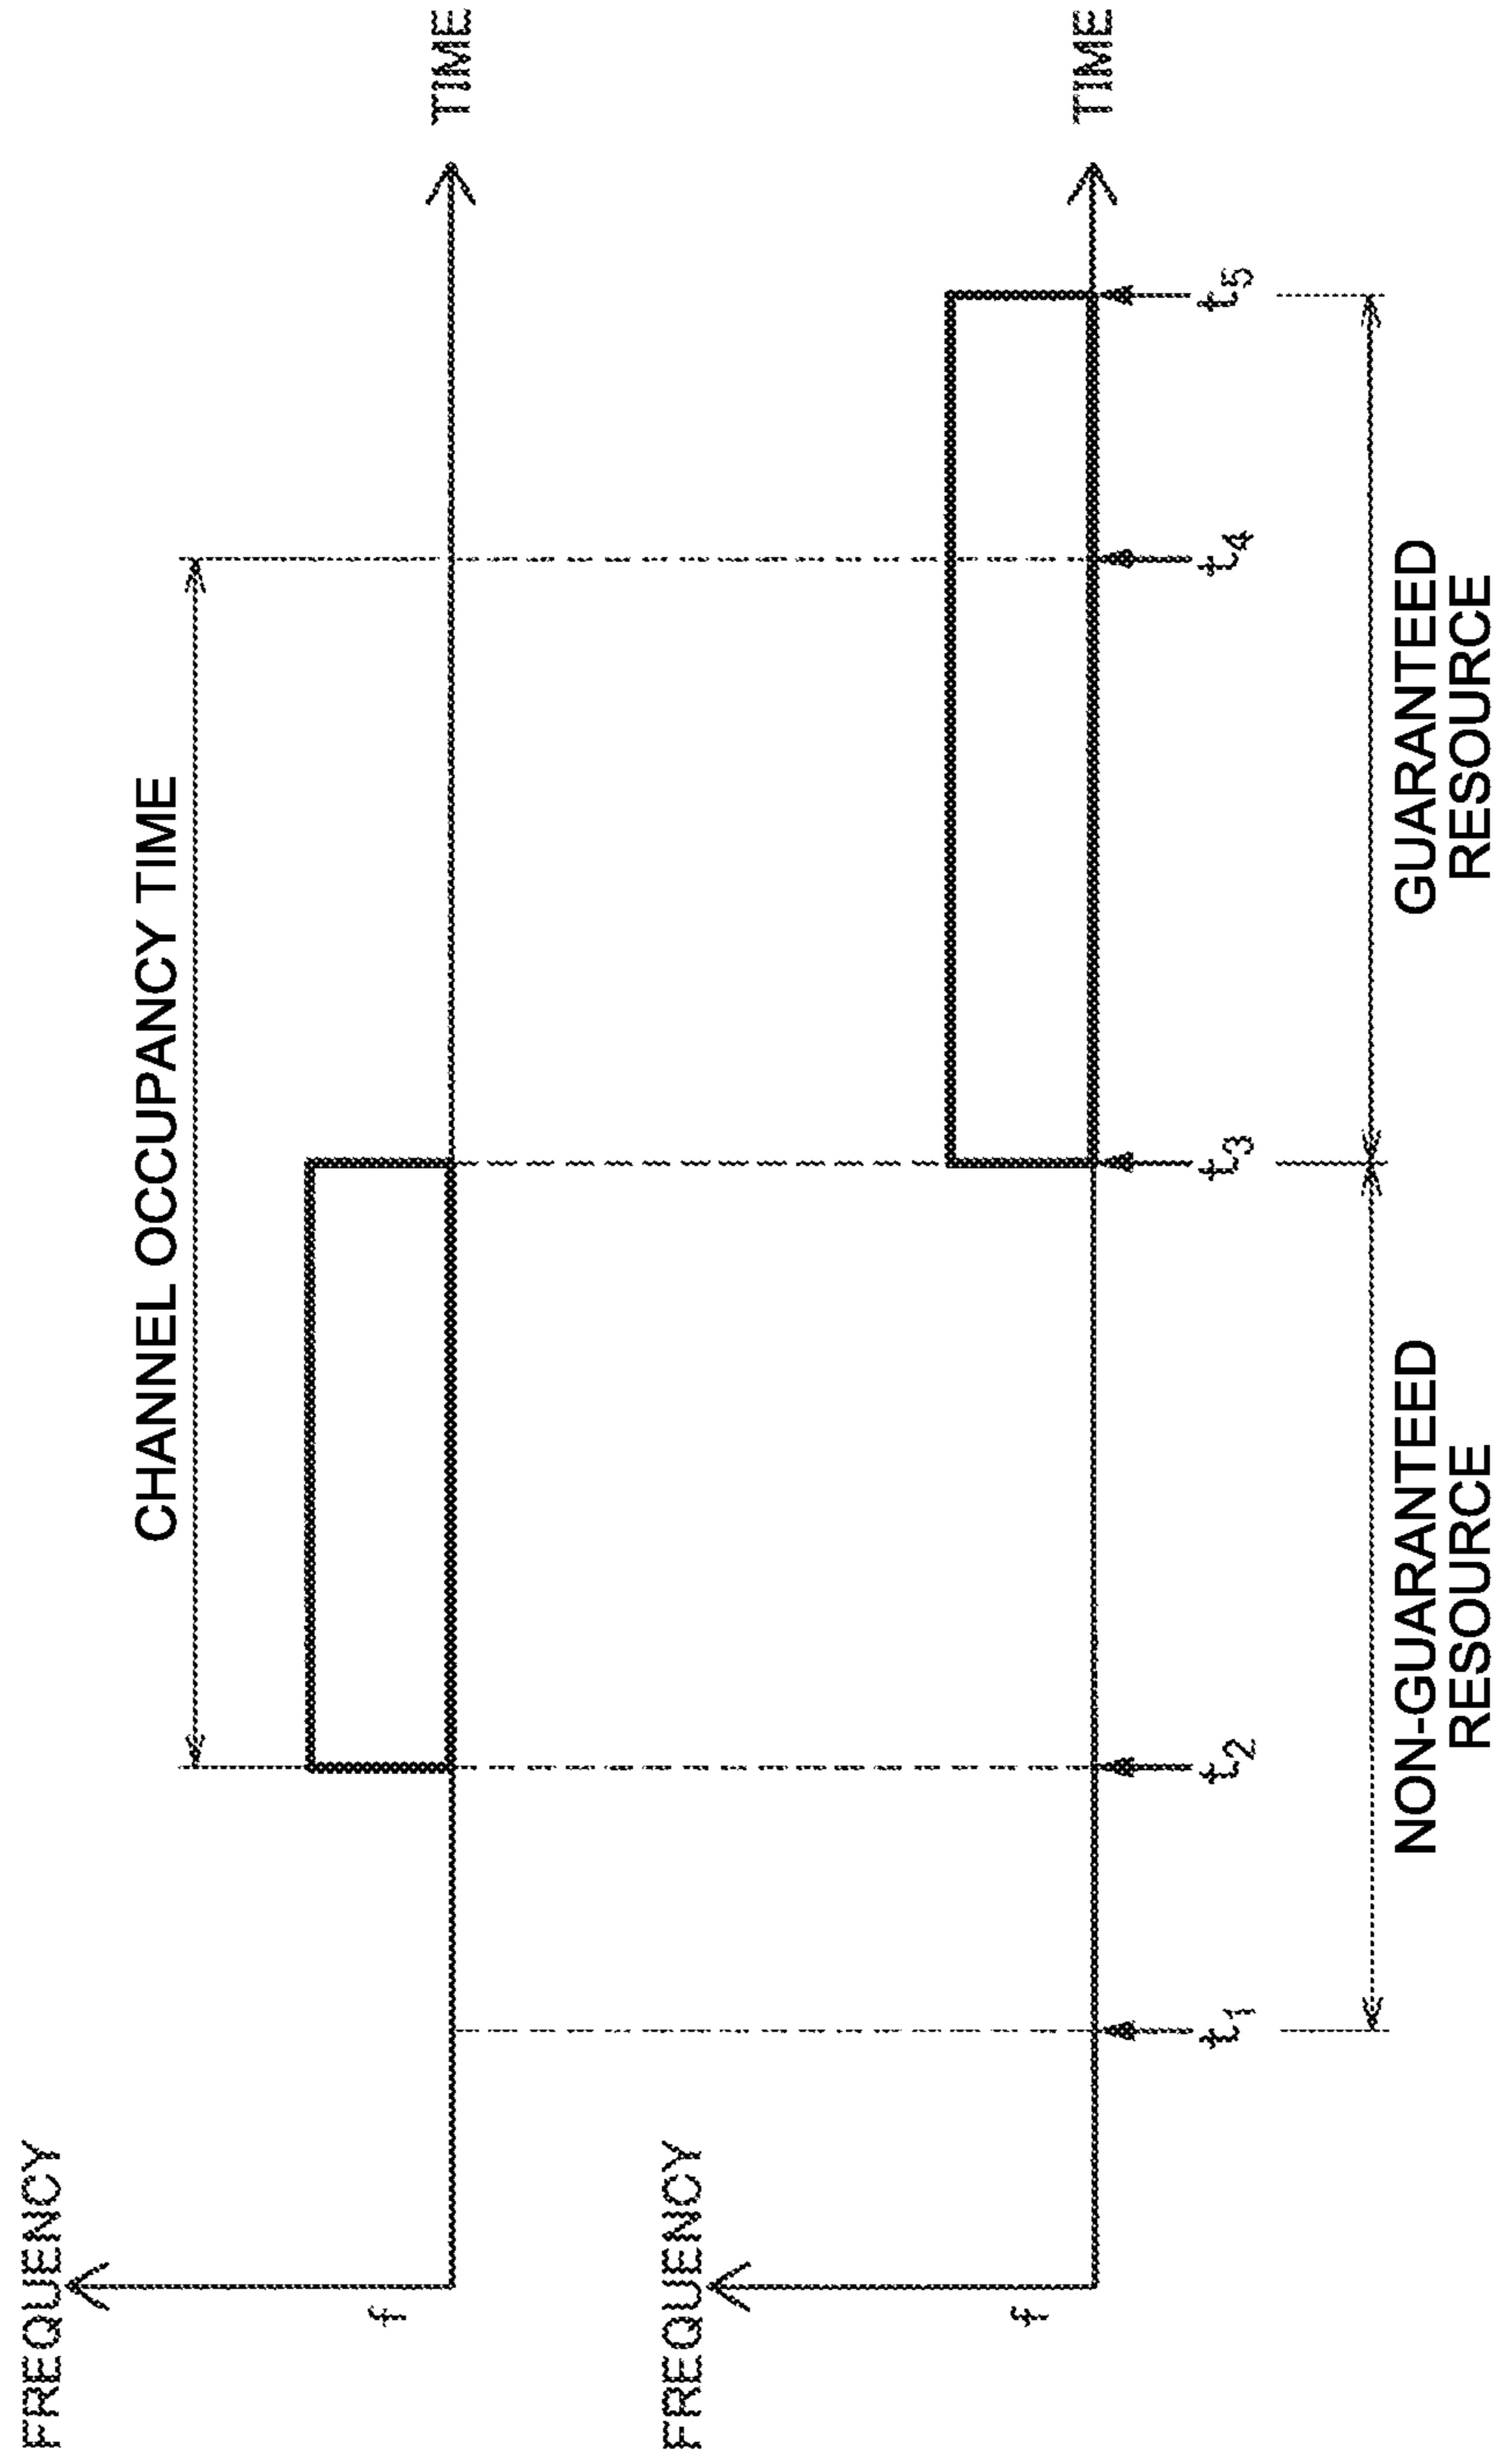 FREQUENCY
f
CHANNEL OCCUPANCY TIME
TIME
FREQUENCY
f
TIME
t1
t2
t3
t4
t5
NON-GUARANTEED
RESOURCE
GUARANTEED
RESOURCE